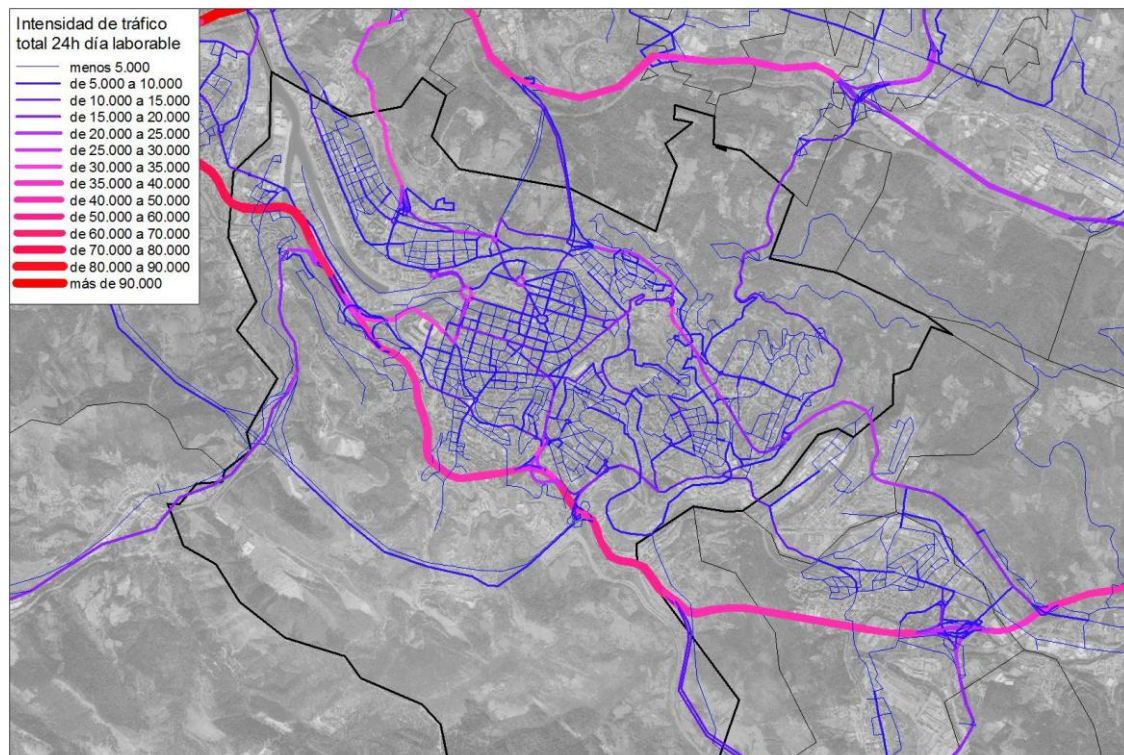 Intensidad de tráfico
total 24h día laborable
menos 5.000
de 5.000 a 10.000
de 10.000 a 15.000
de 15.000 a 20.000
de 20.000 a 25.000
de 25.000 a 30.000
de 30.000 a 35.000
de 35.000 a 40.000
de 40.000 a 50.000
de 50.000 a 60.000
de 60.000 a 70.000
de 70.000 a 80.000
de 80.000 a 90.000
más de 90.000